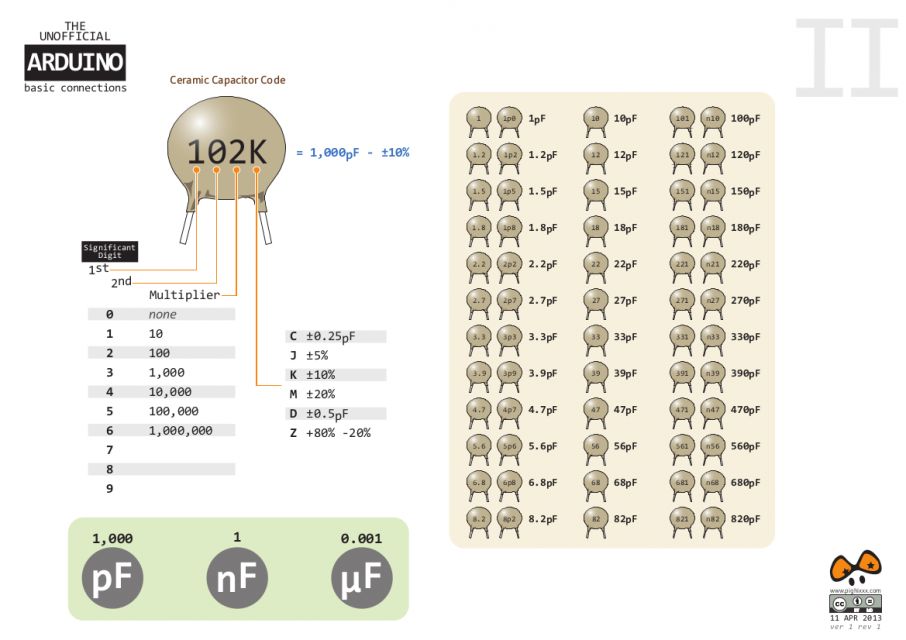 THE
UNOFFICIAL
ARDUINO
basic connections
II
Ceramic Capacitor Code
102K
= 1,000pF - ±10%
Significant
Digit
1st
2nd
Multiplier
0 none
1 10
2 100
3 1,000
4 10,000
5 100,000
6 1,000,000
7
8
9
C ±0.25pF
J ±5%
K ±10%
M ±20%
D ±0.5pF
Z +80% -20%
1,000 1 0.001
pF nF µF
1 1p0 1pF 10 10pF 101 n10 100pF
1.2 1p2 1.2pF 12 12pF 121 n12 120pF
1.5 1p5 1.5pF 15 15pF 151 n15 150pF
1.8 1p8 1.8pF 18 18pF 181 n18 180pF
2.2 2p2 2.2pF 22 22pF 221 n21 220pF
2.7 2p7 2.7pF 27 27pF 271 n27 270pF
3.3 3p3 3.3pF 33 33pF 331 n33 330pF
3.9 3p9 3.9pF 39 39pF 391 n39 390pF
4.7 4p7 4.7pF 47 47pF 471 n47 470pF
5.6 5p6 5.6pF 56 56pF 561 n56 560pF
6.8 6p8 6.8pF 68 68pF 681 n68 680pF
8.2 8p2 8.2pF 82 82pF 821 n82 820pF
www.pighixxx.com
cc
11 APR 2013
ver 1 rev 1